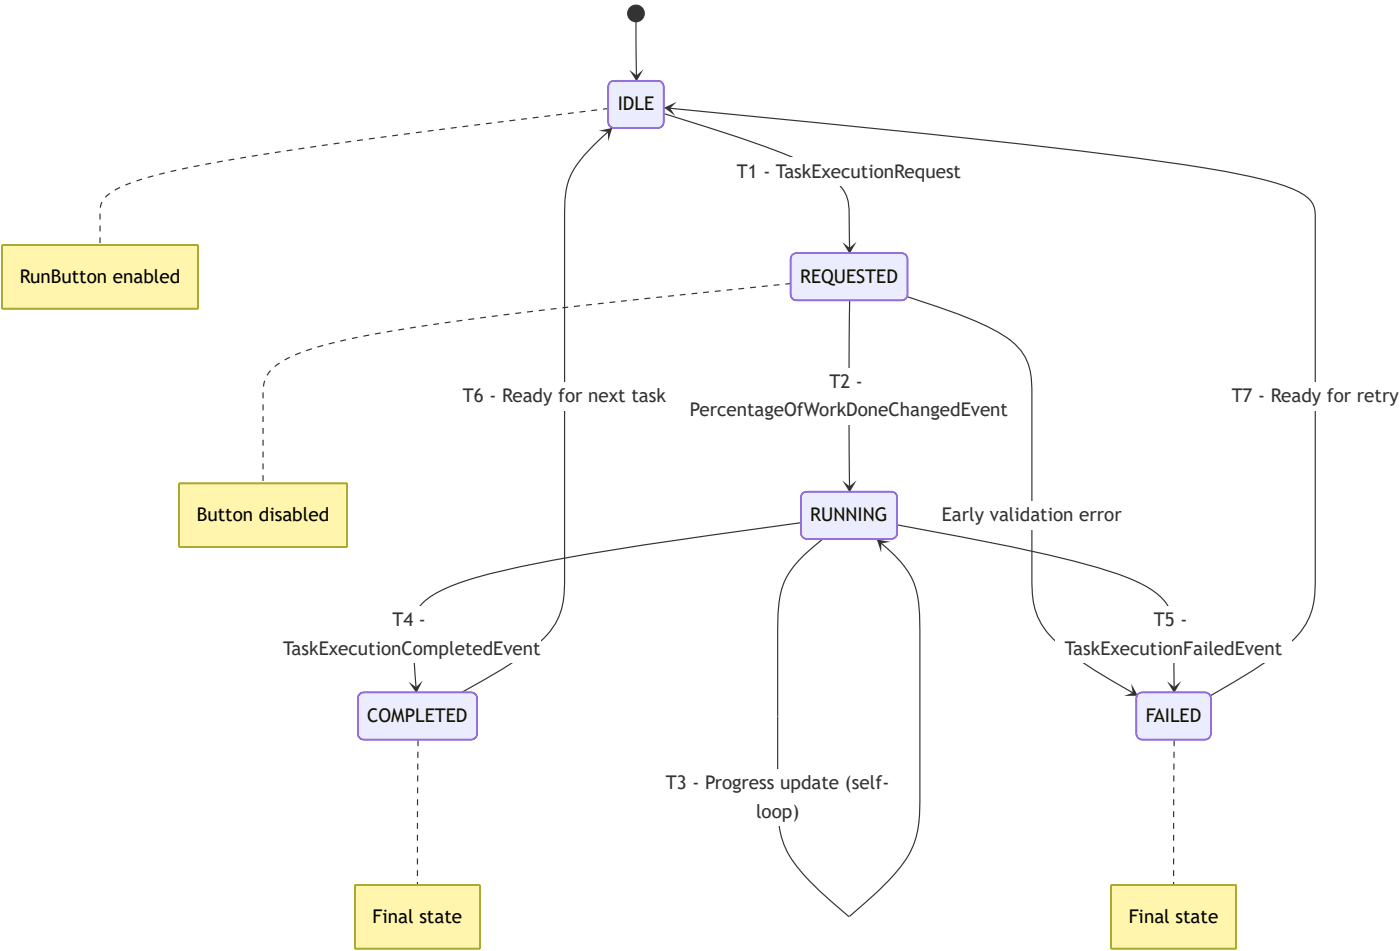 IDLE
T1 - TaskExecutionRequest
RunButton enabled
REQUESTED
T6 - Ready for next task
T2 -
PercentageOfWorkDoneChangedEvent
T7 - Ready for retry
Button disabled
RUNNING
Early validation error
T4 -
TaskExecutionCompletedEvent
T5 -
TaskExecutionFailedEvent
COMPLETED
FAILED
T3 - Progress update (self-
loop)
Final state
Final state